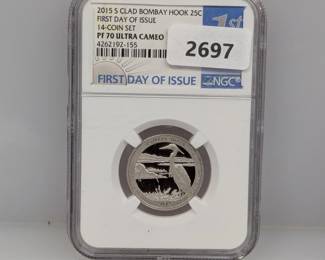 2015 S CLAD BOMBAY HOOK 25C
FIRST DAY OF ISSUE
14-COIN SET
PF 70 ULTRA CAMEO
4262192-155
1st
2697
FIRST DAY OF ISSUE
NGC